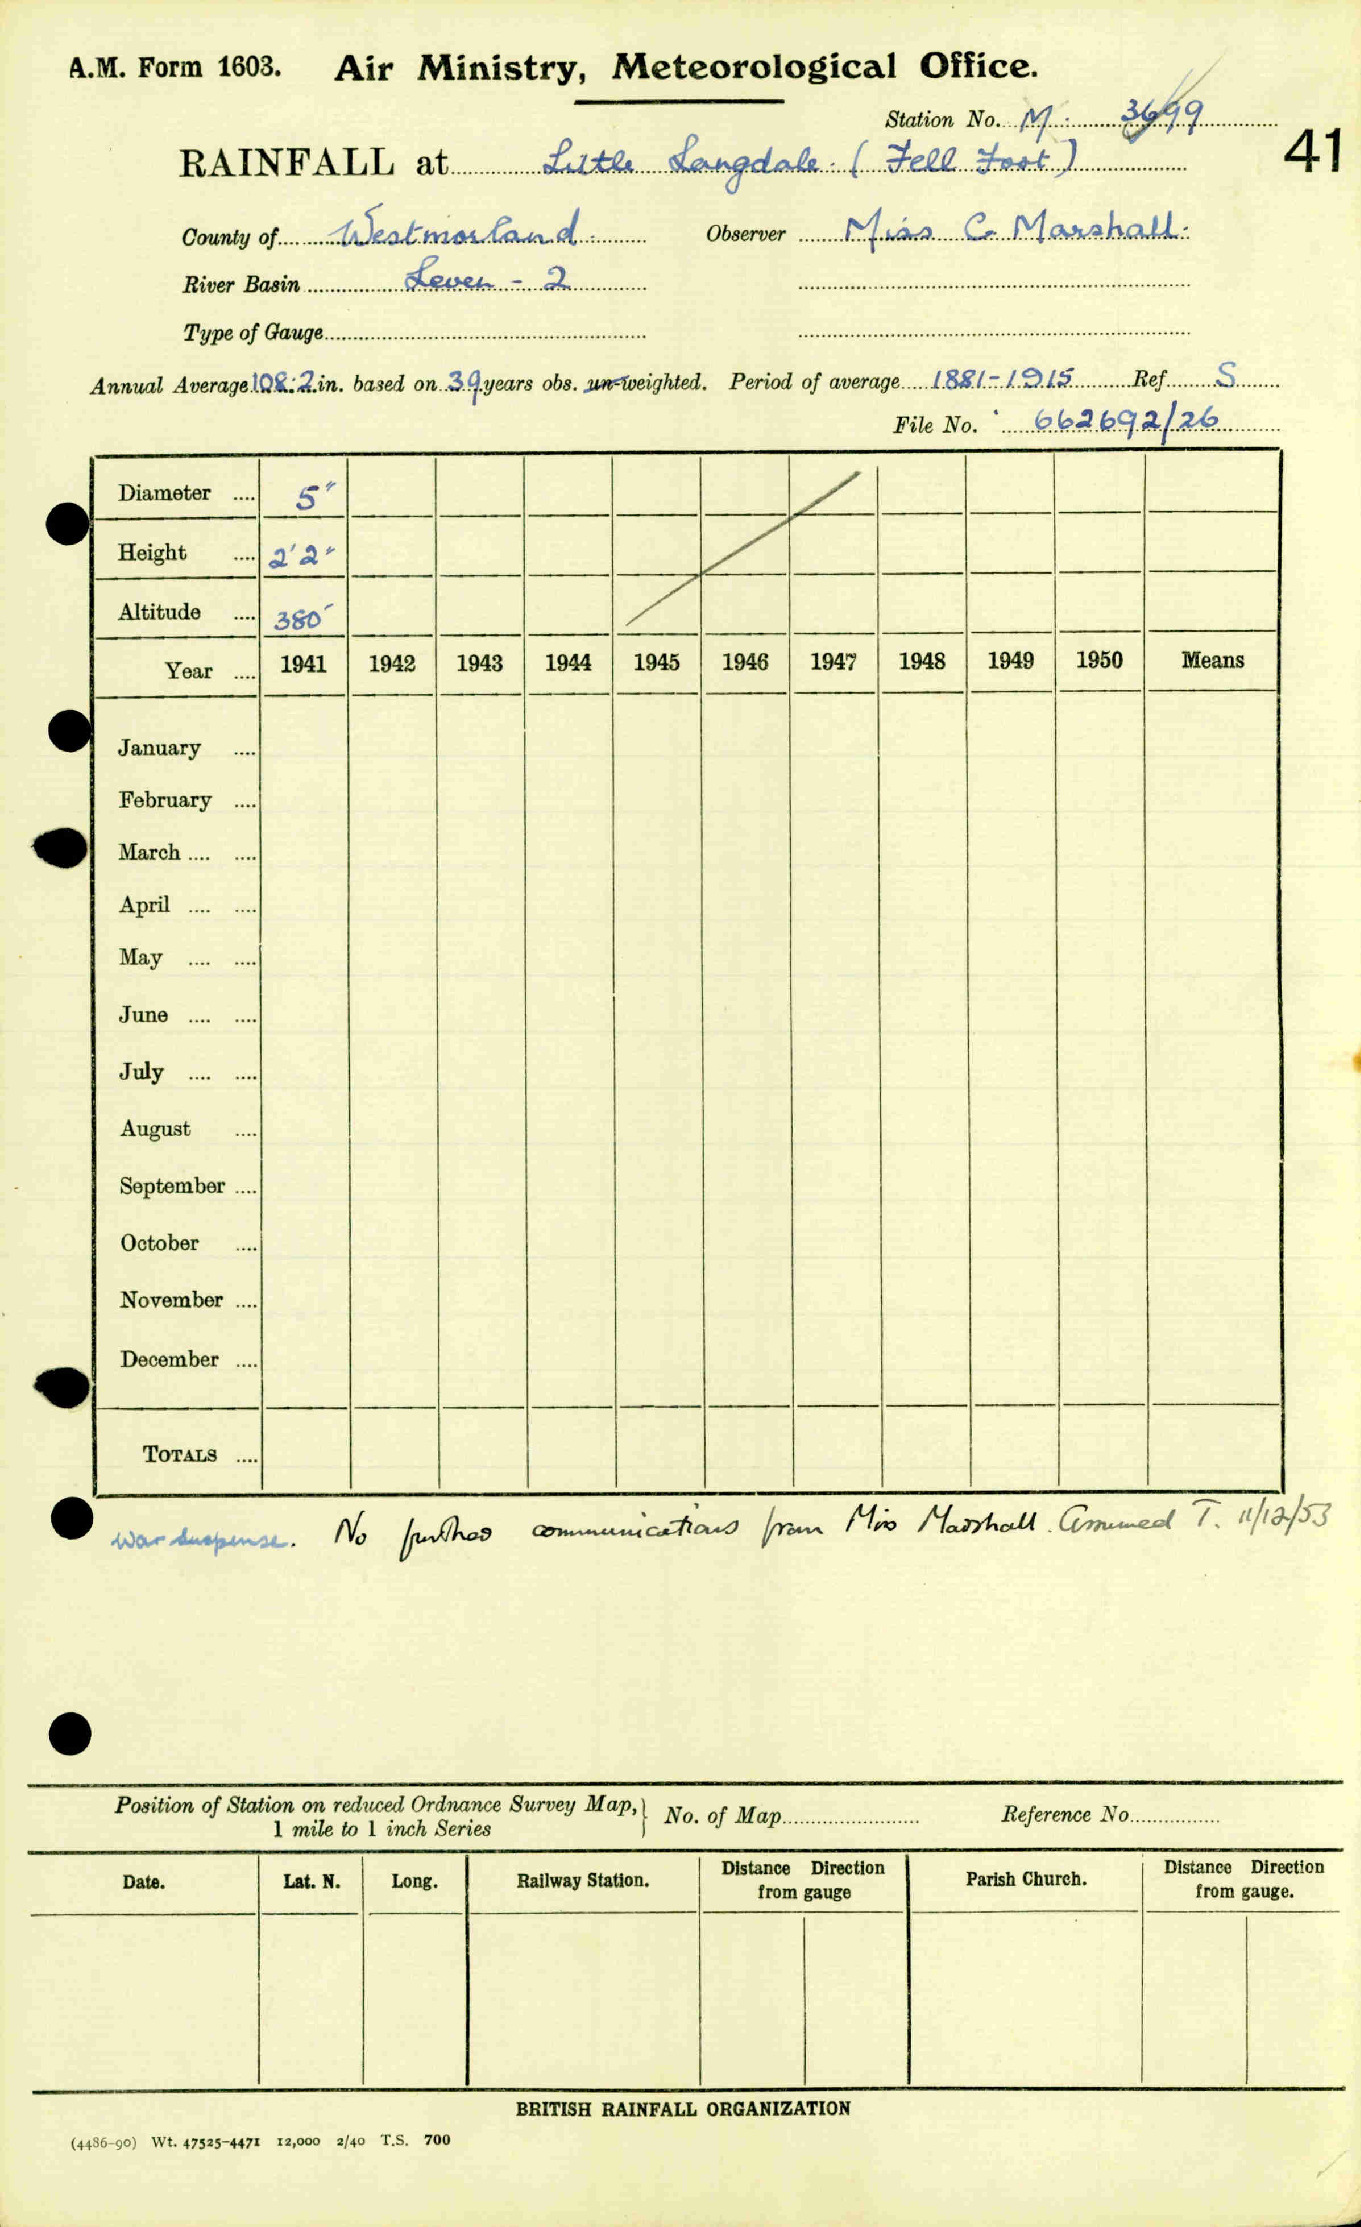 A.M. Form 1603. Air Ministry, Meteorological Office.
Station No. M. 3699
41
RAINFALL at Little Langdale. (Fell Foot)
County of Westmorland. Observer Miss C. Marshall.
River Basin Leven - 2
Type of Gauge
Annual Average 108.2 in. based on 39 years obs. un-weighted. Period of average 1881-1915 Ref. S
File No. 662692/26
Diameter .... 5"
Height .... 2'2"
Altitude .... 380'
Year .... 1941 1942 1943 1944 1945 1946 1947 1948 1949 1950 Means
January ....
February ....
March .... ....
April .... ....
May .... ....
June .... ....
July .... ....
August ....
September ....
October ....
November ....
December ....
TOTALS ....
War suspense. No further communications from Miss Marshall. Assumed T. 11/12/53
Position of Station on reduced Ordnance Survey Map, } No. of Map Reference No.
1 mile to 1 inch Series
Date. Lat. N. Long. Railway Station. Distance Direction from gauge Parish Church. Distance Direction from gauge.
BRITISH RAINFALL ORGANIZATION
(4486-90) Wt. 47525-4471 12,000 2/40 T.S. 700